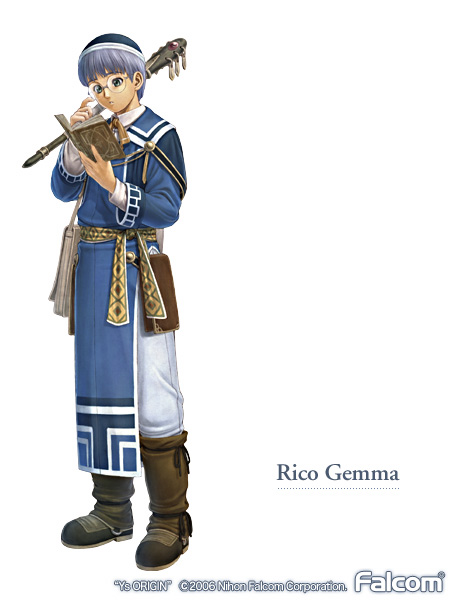 Rico Gemma
"Ys ORIGIN" ©2006 Nihon Falcom Corporation. Falcom®